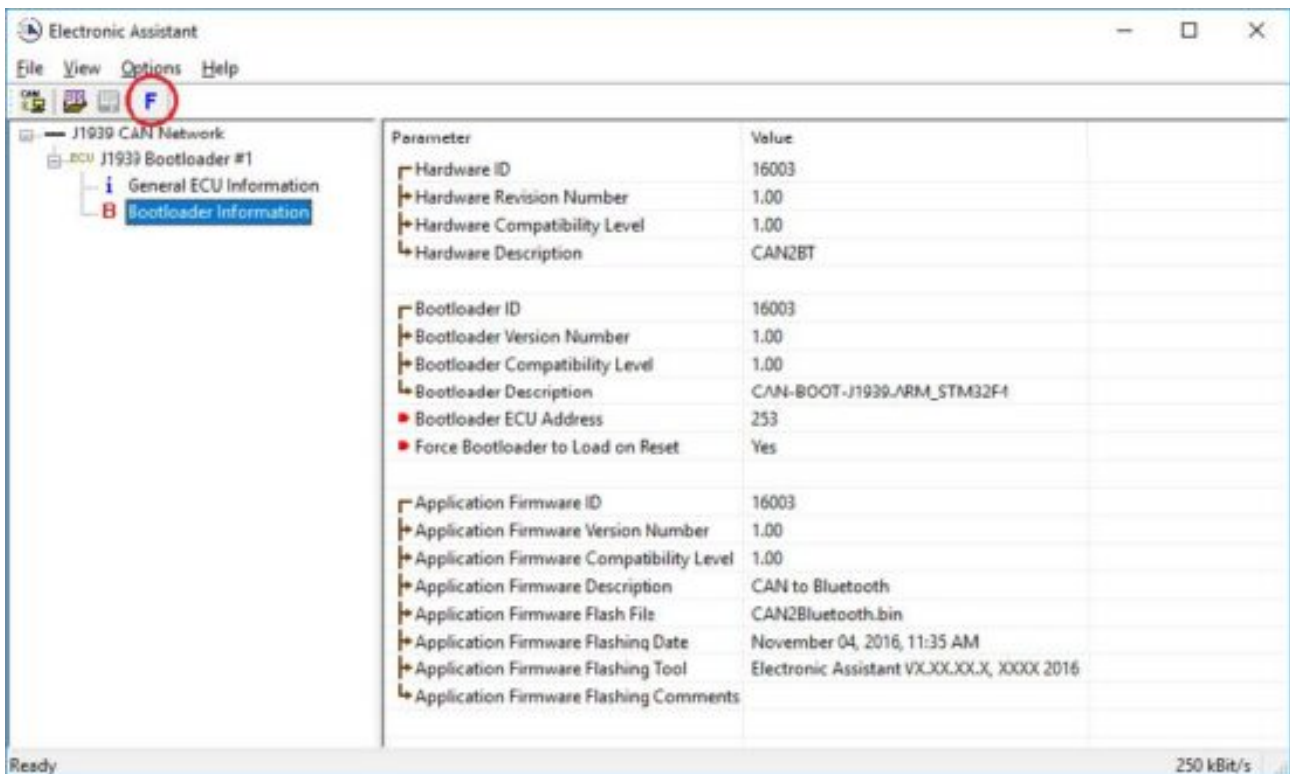 Electronic Assistant
File View Options Help
CAN F
J1939 CAN Network
ECU J1939 Bootloader #1
i General ECU Information
B Bootloader Information
Parameter Value
Hardware ID 16003
Hardware Revision Number 1.00
Hardware Compatibility Level 1.00
Hardware Description CAN2BT
Bootloader ID 16003
Bootloader Version Number 1.00
Bootloader Compatibility Level 1.00
Bootloader Description CAN-BOOT-J1939.ARM_STM32F4
Bootloader ECU Address 253
Force Bootloader to Load on Reset Yes
Application Firmware ID 16003
Application Firmware Version Number 1.00
Application Firmware Compatibility Level 1.00
Application Firmware Description CAN to Bluetooth
Application Firmware Flash File CAN2Bluetooth.bin
Application Firmware Flashing Date November 04, 2016, 11:35 AM
Application Firmware Flashing Tool Electronic Assistant VX.XX.XX.X, XXXX 2016
Application Firmware Flashing Comments
Ready 250 kBit/s